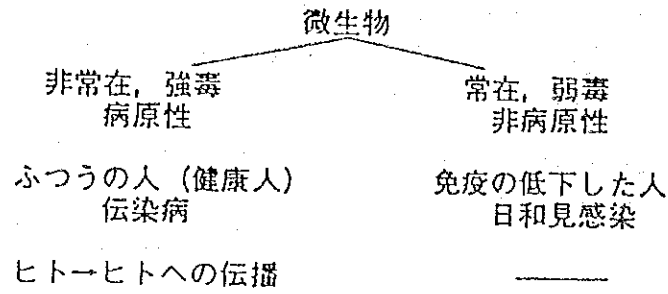 微生物
非常在，強毒
病原性
常在，弱毒
非病原性
ふつうの人（健康人）
伝染病
免疫の低下した人
日和見感染
ヒト→ヒトへの伝播